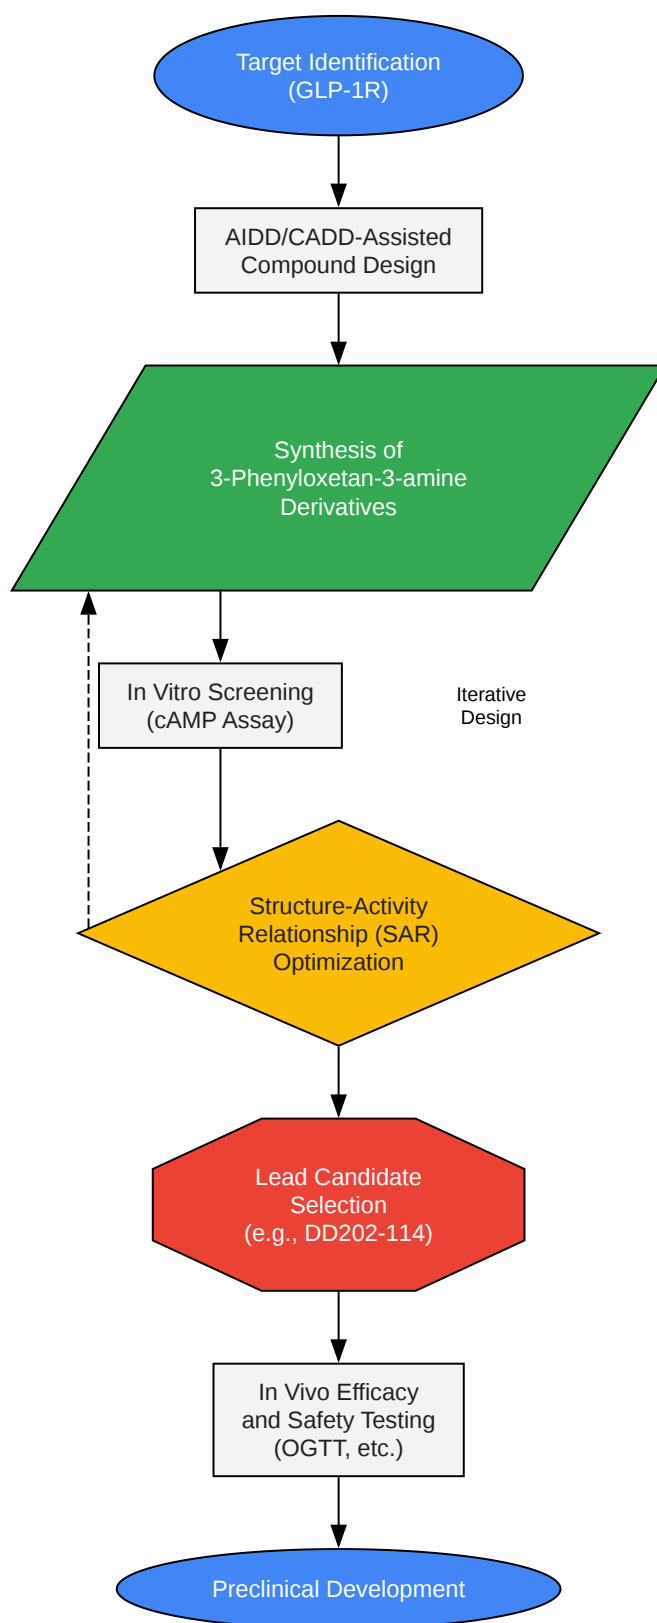 Target Identification
(GLP-1R)
AIDD/CADD-Assisted
Compound Design
Synthesis of
3-Phenyloxetan-3-amine
Derivatives
In Vitro Screening
(cAMP Assay)
Iterative
Design
Structure-Activity
Relationship (SAR)
Optimization
Lead Candidate
Selection
(e.g., DD202-114)
In Vivo Efficacy
and Safety Testing
(OGTT, etc.)
Preclinical Development